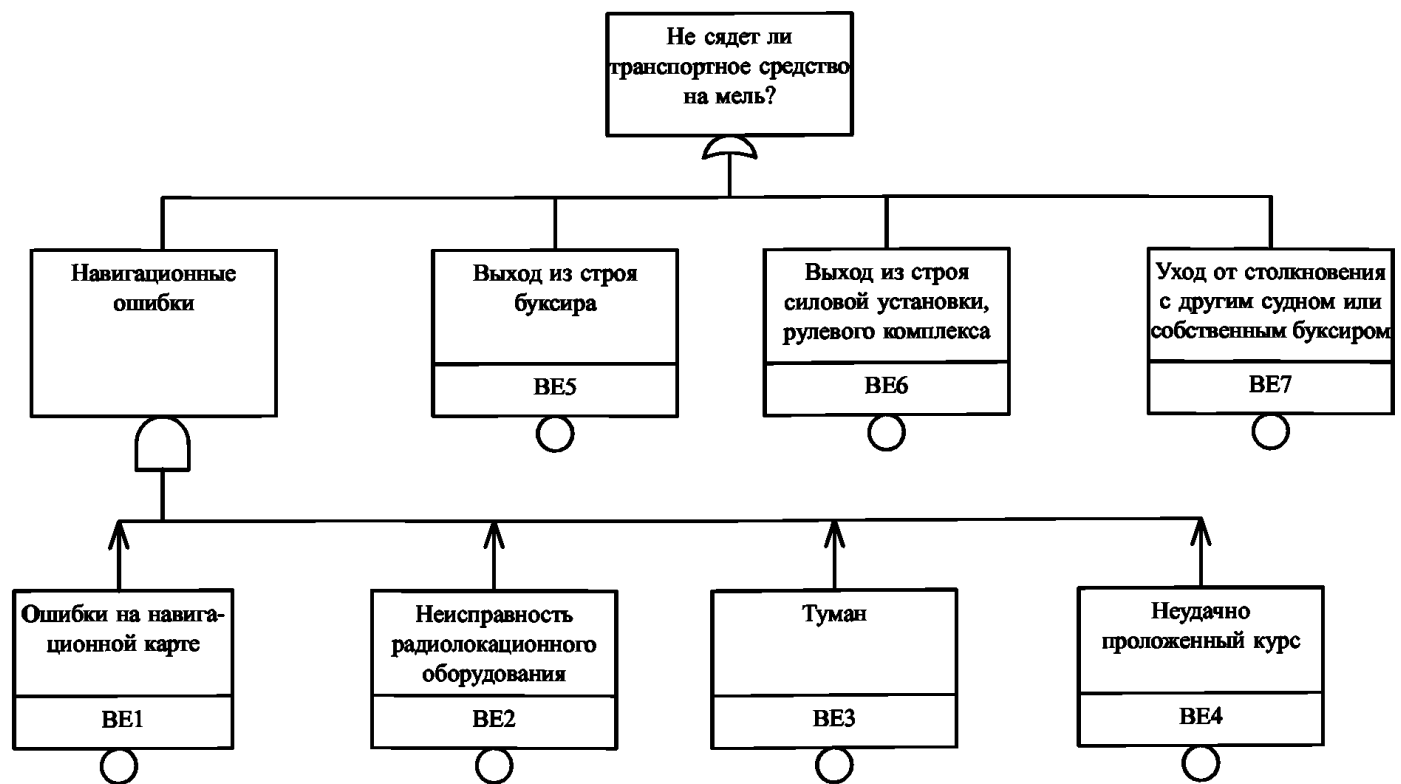 Не сядет ли
транспортное средство
на мель?
Навигационные
ошибки
Выход из строя
буксира
BE5
Выход из строя
силовой установки,
рулевого комплекса
BE6
Уход от столкновения
с другим судном или
собственным буксиром
BE7
Ошибки на навига-
ционной карте
BE1
Неисправность
радиолокационного
оборудования
BE2
Туман
BE3
Неудачно
проложенный курс
BE4